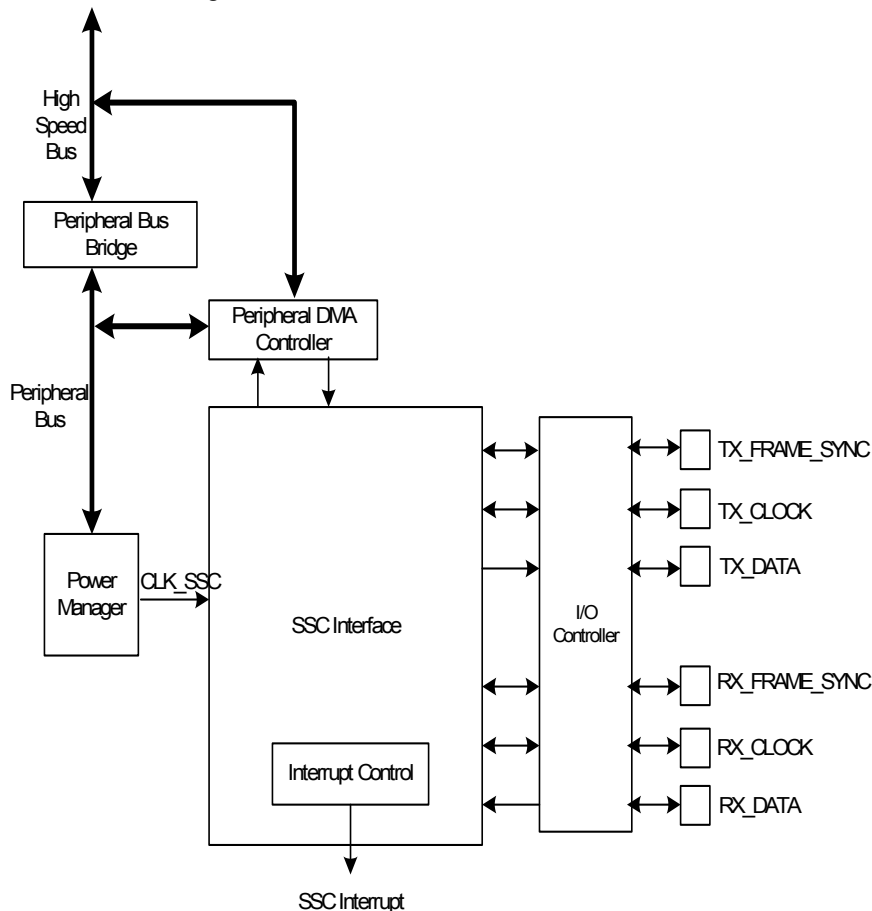 High
Speed
Bus
Peripheral Bus
Bridge
Peripheral DMA
Controller
Peripheral
Bus
TX_FRAME_SYNC
TX_CLOCK
TX_DATA
Power
Manager
CLK_SSC
SSC Interface
I/O
Controller
RX_FRAME_SYNC
RX_CLOCK
RX_DATA
Interrupt Control
SSC Interrupt